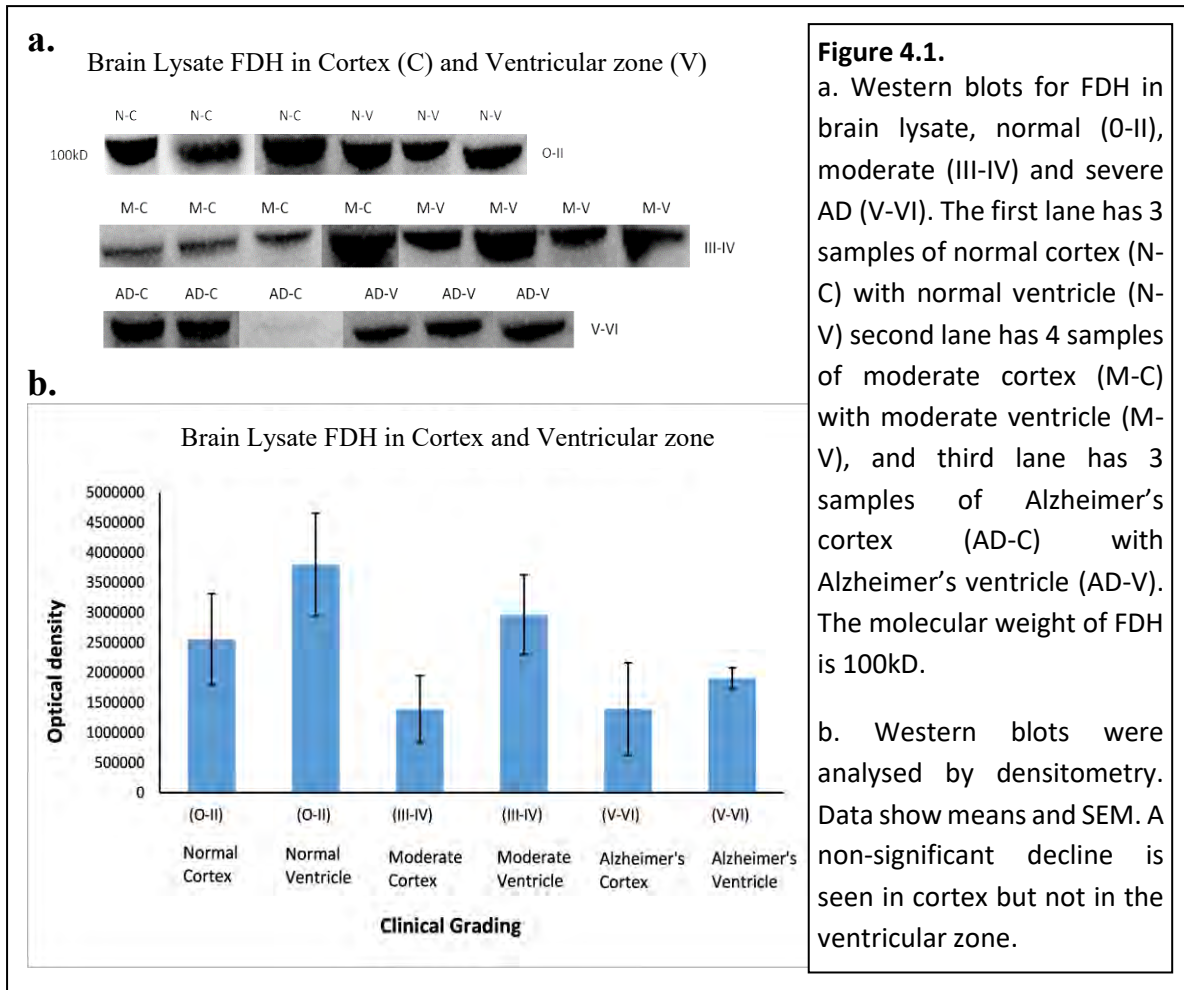 a.
Brain Lysate FDH in Cortex (C) and Ventricular zone (V)
N-C N-C N-C N-V N-V N-V
100kD
O-II
M-C M-C M-C M-C M-V M-V M-V M-V
III-IV
AD-C AD-C AD-C AD-V AD-V AD-V
V-VI
b.
Brain Lysate FDH in Cortex and Ventricular zone
Optical density
5000000
4500000
4000000
3500000
3000000
2500000
2000000
1500000
1000000
500000
0
(O-II) (O-II) (III-IV) (III-IV) (V-VI) (V-VI)
Normal Normal Moderate Moderate Alzheimer's Alzheimer's
Cortex Ventricle Cortex Ventricle Cortex Ventricle
Clinical Grading
Figure 4.1.
a. Western blots for FDH in
brain lysate, normal (0-II),
moderate (III-IV) and severe
AD (V-VI). The first lane has 3
samples of normal cortex (N-
C) with normal ventricle (N-
V) second lane has 4 samples
of moderate cortex (M-C)
with moderate ventricle (M-
V), and third lane has 3
samples of Alzheimer’s
cortex (AD-C) with
Alzheimer’s ventricle (AD-V).
The molecular weight of FDH
is 100kD.
b. Western blots were
analysed by densitometry.
Data show means and SEM. A
non-significant decline is
seen in cortex but not in the
ventricular zone.